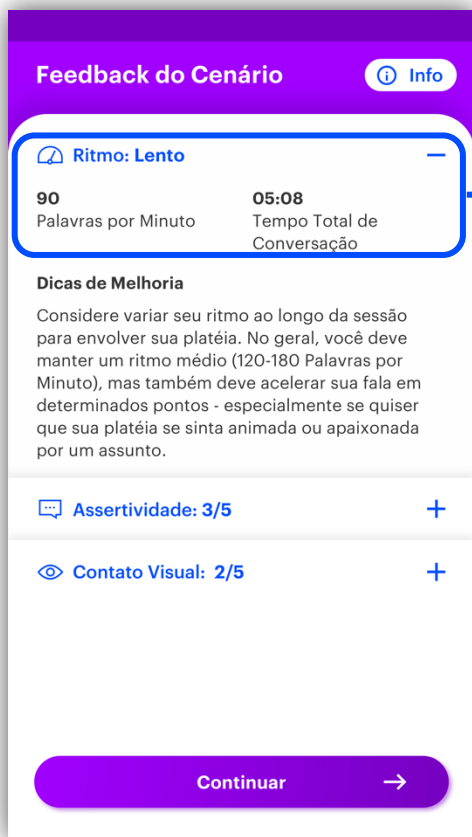 Feedback do Cenário
Info
Ritmo: Lento
90
Palavras por Minuto
05:08
Tempo Total de
Conversação
Dicas de Melhoria
Considere variar seu ritmo ao longo da sessão
para envolver sua platéia. No geral, você deve
manter um ritmo médio (120-180 Palavras por
Minuto), mas também deve acelerar sua fala em
determinados pontos - especialmente se quiser
que sua platéia se sinta animada ou apaixonada
por um assunto.
Assertividade: 3/5
Contato Visual: 2/5
Continuar